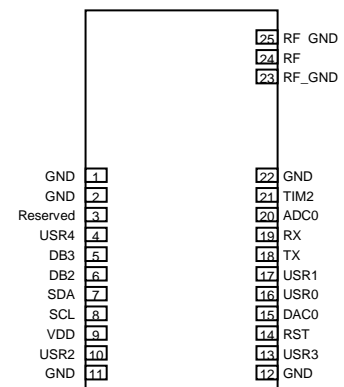 25 RF_GND
24 RF
23 RF_GND
GND 1 22 GND
GND 2 21 TIM2
Reserved 3 20 ADC0
USR4 4 19 RX
DB3 5 18 TX
DB2 6 17 USR1
SDA 7 16 USR0
SCL 8 15 DAC0
VDD 9 14 RST
USR2 10 13 USR3
GND 11 12 GND